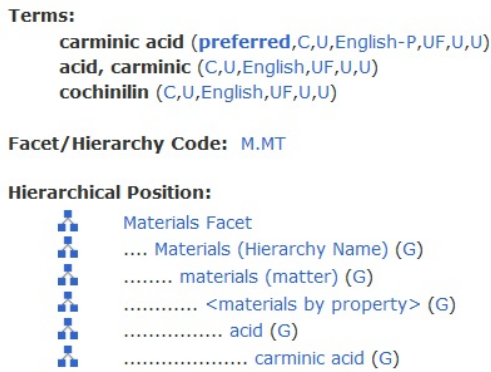 Terms:
carminic acid (preferred,C,U,English-P,UF,U,U)
acid, carminic (C,U,English,UF,U,U)
cochinilin (C,U,English,UF,U,U)
Facet/Hierarchy Code: M.MT
Hierarchical Position:
Materials Facet
.... Materials (Hierarchy Name) (G)
........ materials (matter) (G)
............ <materials by property> (G)
................ acid (G)
.................... carminic acid (G)